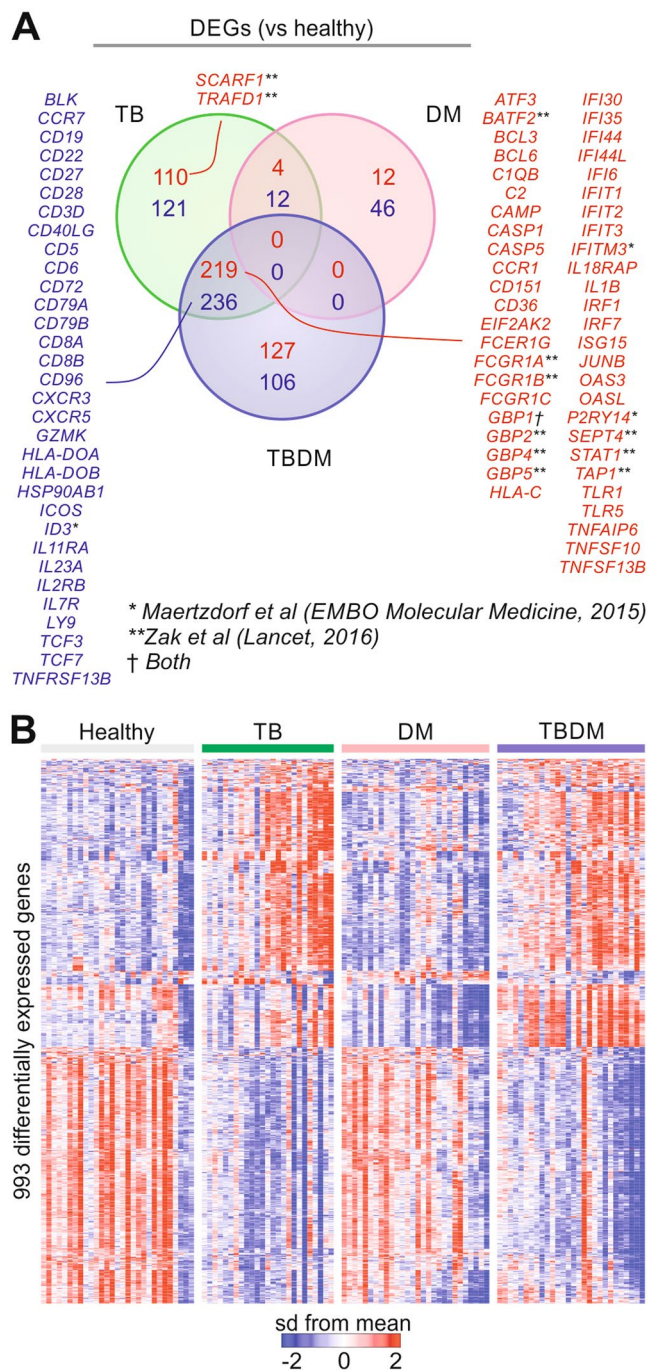 A
DEGs (vs healthy)
SCARF1**
TRAFD1**
TB
DM
TBDM
110
121
4
12
12
46
0
0
219
236
0
0
127
106
BLK
CCR7
CD19
CD22
CD27
CD28
CD3D
CD40LG
CD5
CD6
CD72
CD79A
CD79B
CD8A
CD8B
CD96
CXCR3
CXCR5
GZMK
HLA-DOA
HLA-DOB
HSP90AB1
ICOS
ID3*
IL11RA
IL23A
IL2RB
IL7R
LY9
TCF3
TCF7
TNFRSF13B
ATF3
BATF2**
BCL3
BCL6
C1QB
C2
CAMP
CASP1
CASP5
CCR1
CD151
CD36
EIF2AK2
FCER1G
FCGR1A**
FCGR1B**
FCGR1C
GBP1†
GBP2**
GBP4**
GBP5**
HLA-C
IFI30
IFI35
IFI44
IFI44L
IFI6
IFIT1
IFIT2
IFIT3
IFITM3*
IL18RAP
IL1B
IRF1
IRF7
ISG15
JUNB
OAS3
OASL
P2RY14*
SEPT4**
STAT1**
TAP1**
TLR1
TLR5
TNFAIP6
TNFSF10
TNFSF13B
* Maertzdorf et al (EMBO Molecular Medicine, 2015)
**Zak et al (Lancet, 2016)
† Both
B
Healthy
TB
DM
TBDM
993 differentially expressed genes
sd from mean
-2 0 2